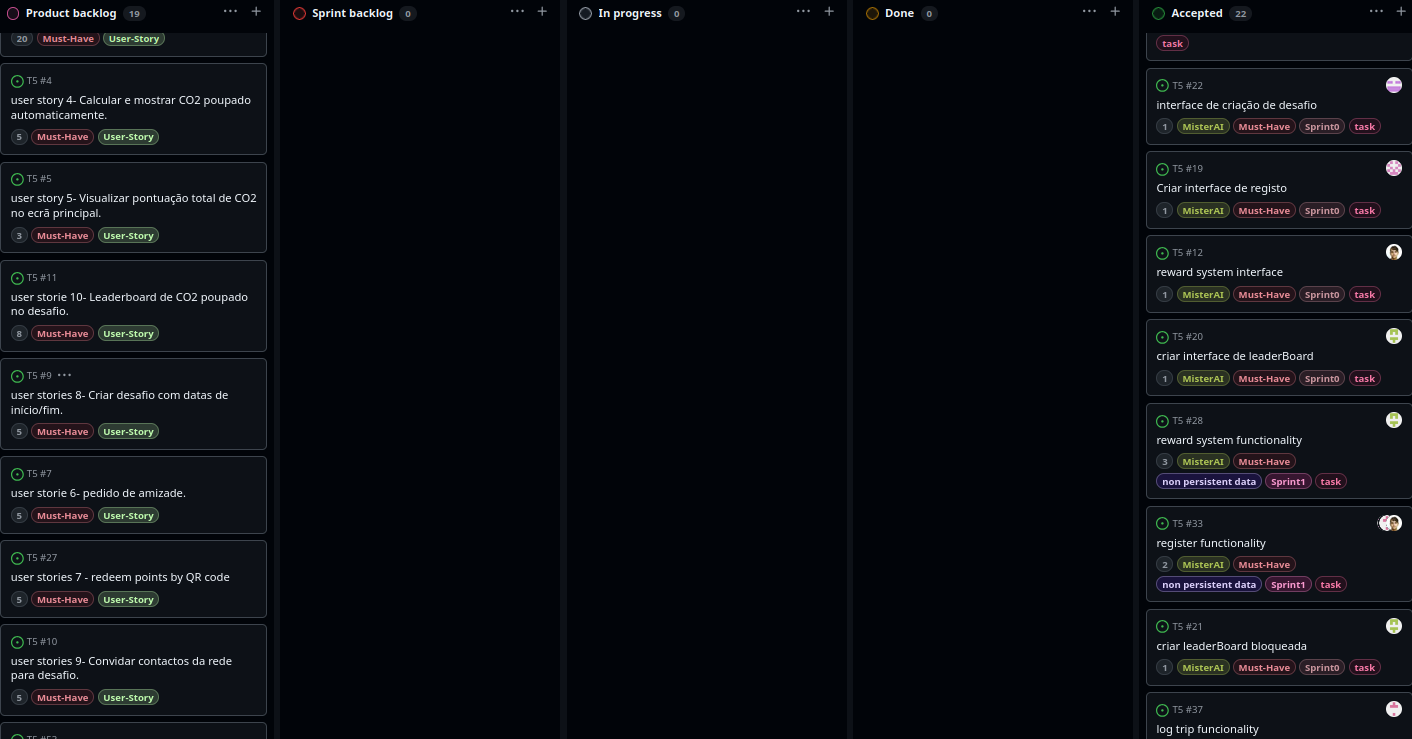 Product backlog 19
20 Must-Have User-Story
T5 #4
user story 4- Calcular e mostrar CO2 poupado
automaticamente.
5 Must-Have User-Story
T5 #5
user story 5- Visualizar pontuação total de CO2
no ecrã principal.
3 Must-Have User-Story
T5 #11
user storie 10- Leaderboard de CO2 poupado
no desafio.
8 Must-Have User-Story
T5 #9
user stories 8- Criar desafio com datas de
início/fim.
5 Must-Have User-Story
T5 #7
user storie 6- pedido de amizade.
5 Must-Have User-Story
T5 #27
user stories 7 - redeem points by QR code
5 Must-Have User-Story
T5 #10
user stories 9- Convidar contactos da rede
para desafio.
5 Must-Have User-Story
Sprint backlog 0
In progress 0
Done 0
Accepted 22
task
T5 #22
interface de criação de desafio
1 MisterAI Must-Have Sprint0 task
T5 #19
Criar interface de registo
1 MisterAI Must-Have Sprint0 task
T5 #12
reward system interface
1 MisterAI Must-Have Sprint0 task
T5 #20
criar interface de leaderBoard
1 MisterAI Must-Have Sprint0 task
T5 #28
reward system functionality
3 MisterAI Must-Have
non persistent data Sprint1 task
T5 #33
register functionality
2 MisterAI Must-Have
non persistent data Sprint1 task
T5 #21
criar leaderBoard bloqueada
1 MisterAI Must-Have Sprint0 task
T5 #37
log trip funcionality